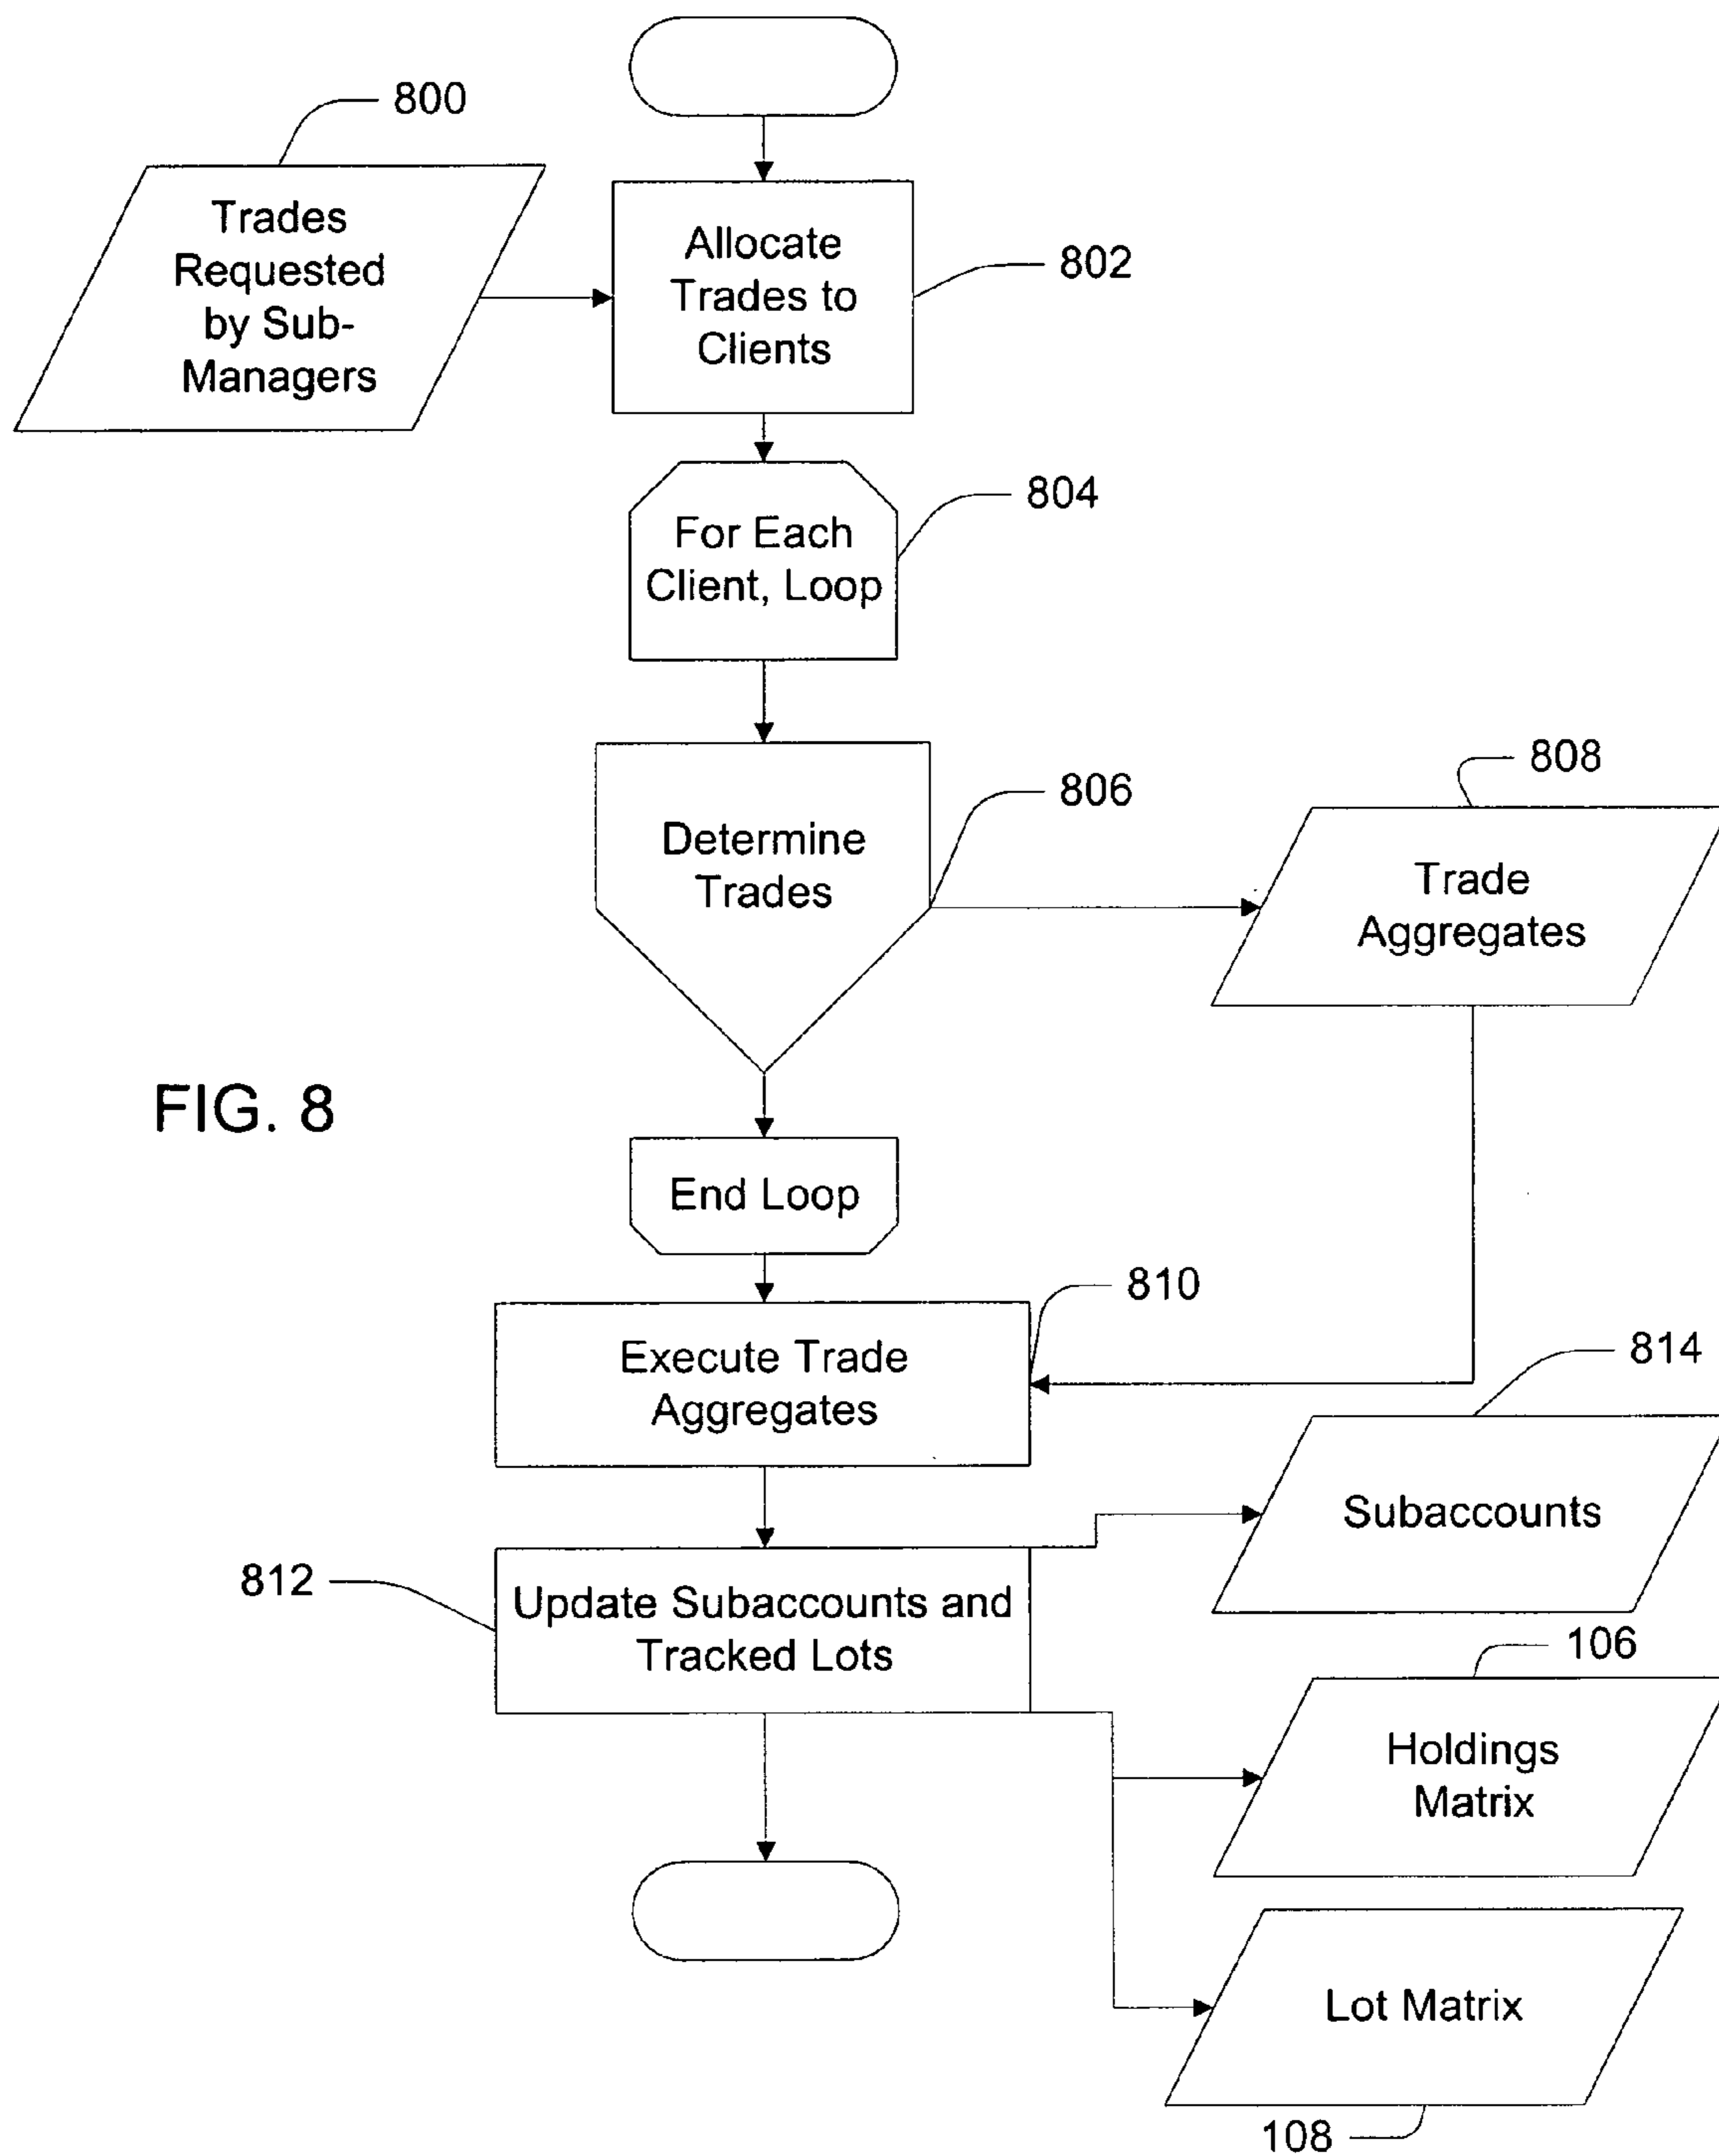 800
Trades
Requested
by Sub-
Managers
Allocate
Trades to
Clients
802
For Each
Client, Loop
804
Determine
Trades
806
808
Trade
Aggregates
FIG. 8
End Loop
Execute Trade
Aggregates
810
814
Subaccounts
812
Update Subaccounts and
Tracked Lots
106
Holdings
Matrix
Lot Matrix
108